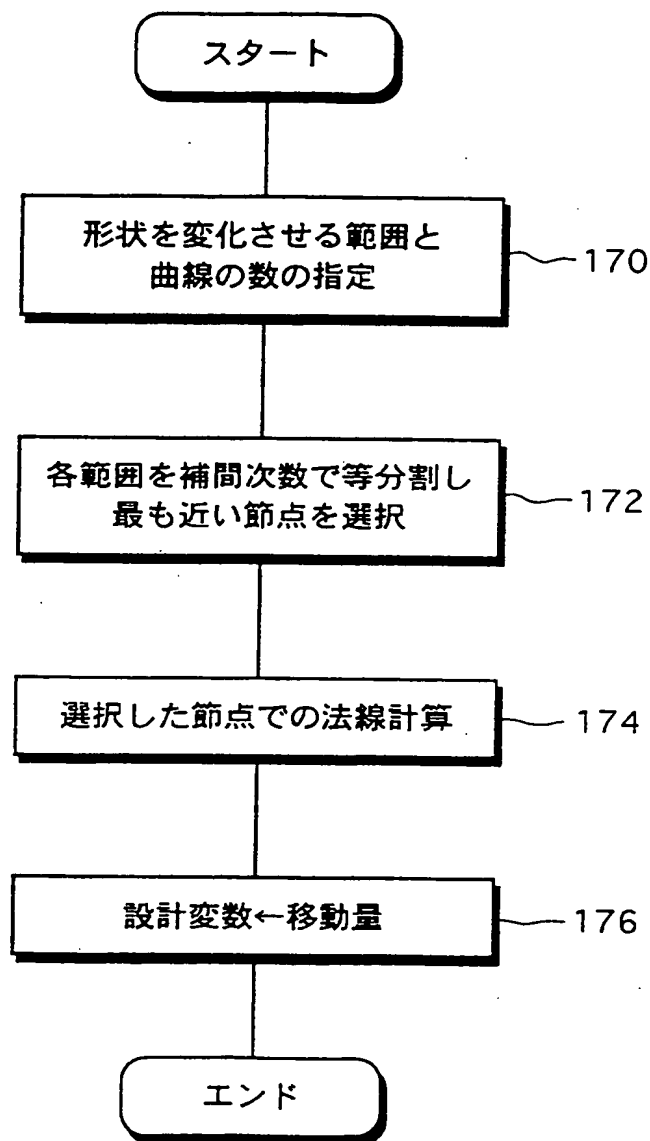 スタート
形状を変化させる範囲と
曲線の数の指定
170
各範囲を補間次数で等分割し
最も近い節点を選択
172
選択した節点での法線計算
174
設計変数←移動量
176
エンド